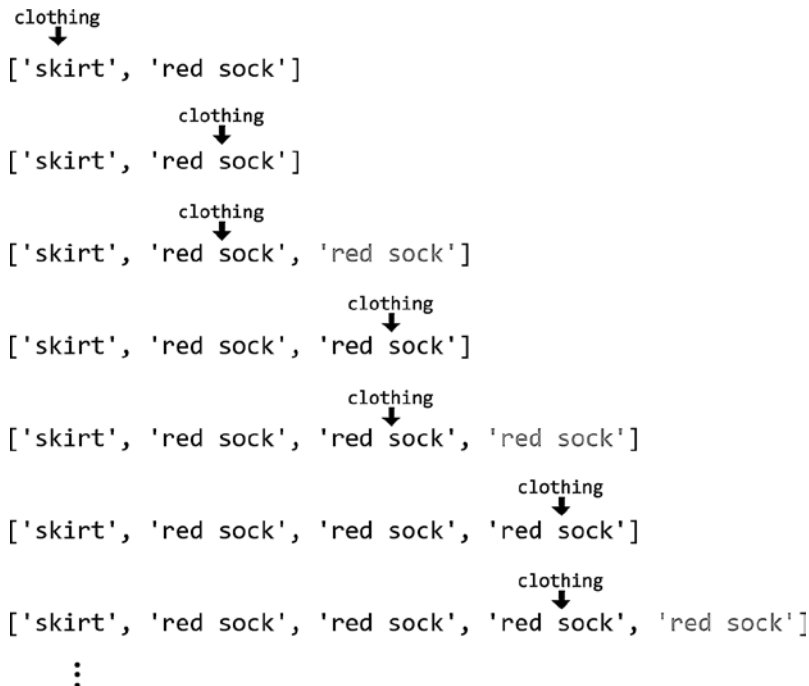 clothing
['skirt', 'red sock']
clothing
['skirt', 'red sock']
clothing
['skirt', 'red sock', 'red sock']
clothing
['skirt', 'red sock', 'red sock']
clothing
['skirt', 'red sock', 'red sock', 'red sock']
clothing
['skirt', 'red sock', 'red sock', 'red sock']
clothing
['skirt', 'red sock', 'red sock', 'red sock', 'red sock']